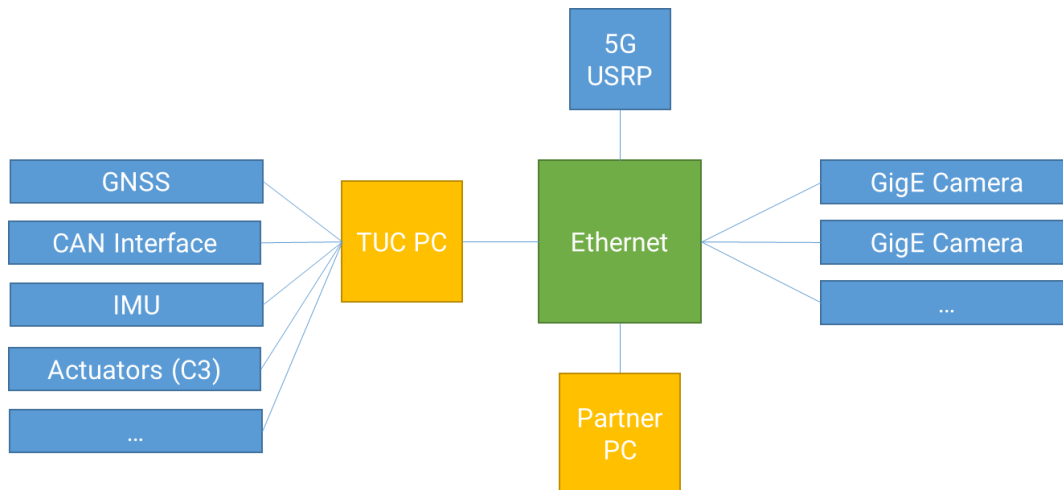 5G
USRP
GNSS
CAN Interface
IMU
Actuators (C3)
...
TUC PC
Ethernet
GigE Camera
GigE Camera
...
Partner
PC